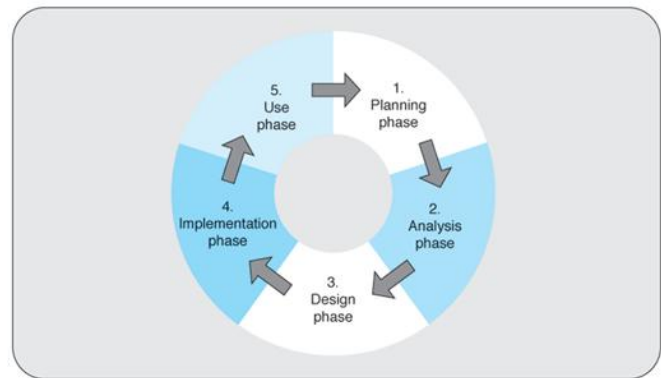 1.
Planning
phase
2.
Analysis
phase
3.
Design
phase
4.
Implementation
phase
5.
Use
phase